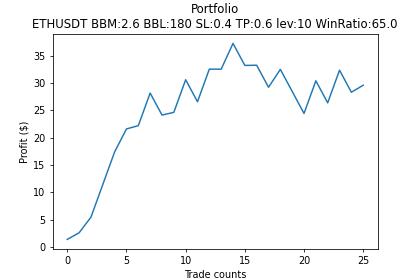 Portfolio
ETHUSDT BBM:2.6 BBL:180 SL:0.4 TP:0.6 lev:10 WinRatio:65.0
35
30
25
20
15
10
5
0
Profit ($)
0 5 10 15 20 25
Trade counts